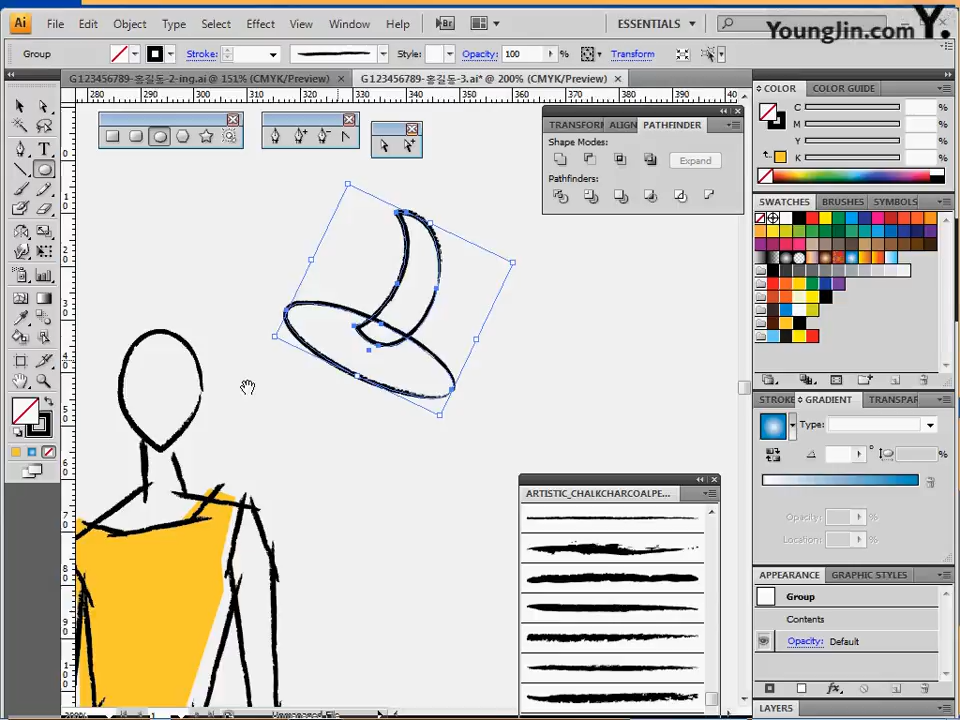 Ai File Edit Object Type Select Effect View Window Help Br ESSENTIALS
Younglin.com Y.
Group Stroke: Style: Opacity: 100 % Transform
G123456789-홍길동-2-ing.ai @ 151% (CMYK/Preview) G123456789-홍길동-3.ai* @ 200% (CMYK/Preview)
280 290 300 310 320 330 340 350 360 370 380 390 40
TRANSFORM ALIGN PATHFINDER
Shape Modes:
Expand
Pathfinders:
COLOR COLOR GUIDE
C %
M %
Y %
K %
SWATCHES BRUSHES SYMBOLS
STROKE GRADIENT TRANSPAR
Type:
° %
Opacity: %
Location: %
ARTISTIC_CHALKCHARCOALPE...
APPEARANCE GRAPHIC STYLES
Group
Contents
Opacity: Default
fx
LAYERS